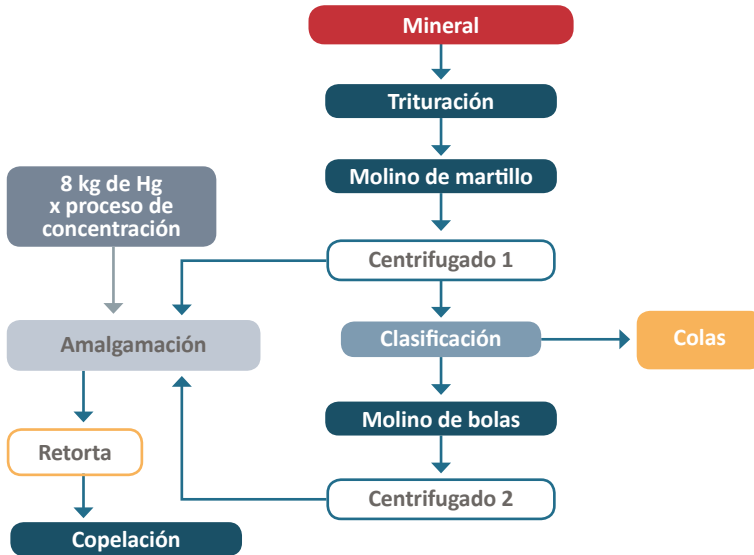 Mineral
Trituración
Molino de martillo
8 kg de Hg
x proceso de
concentración
Centrifugado 1
Amalgamación
Clasificación
Colas
Molino de bolas
Retorta
Centrifugado 2
Copelación